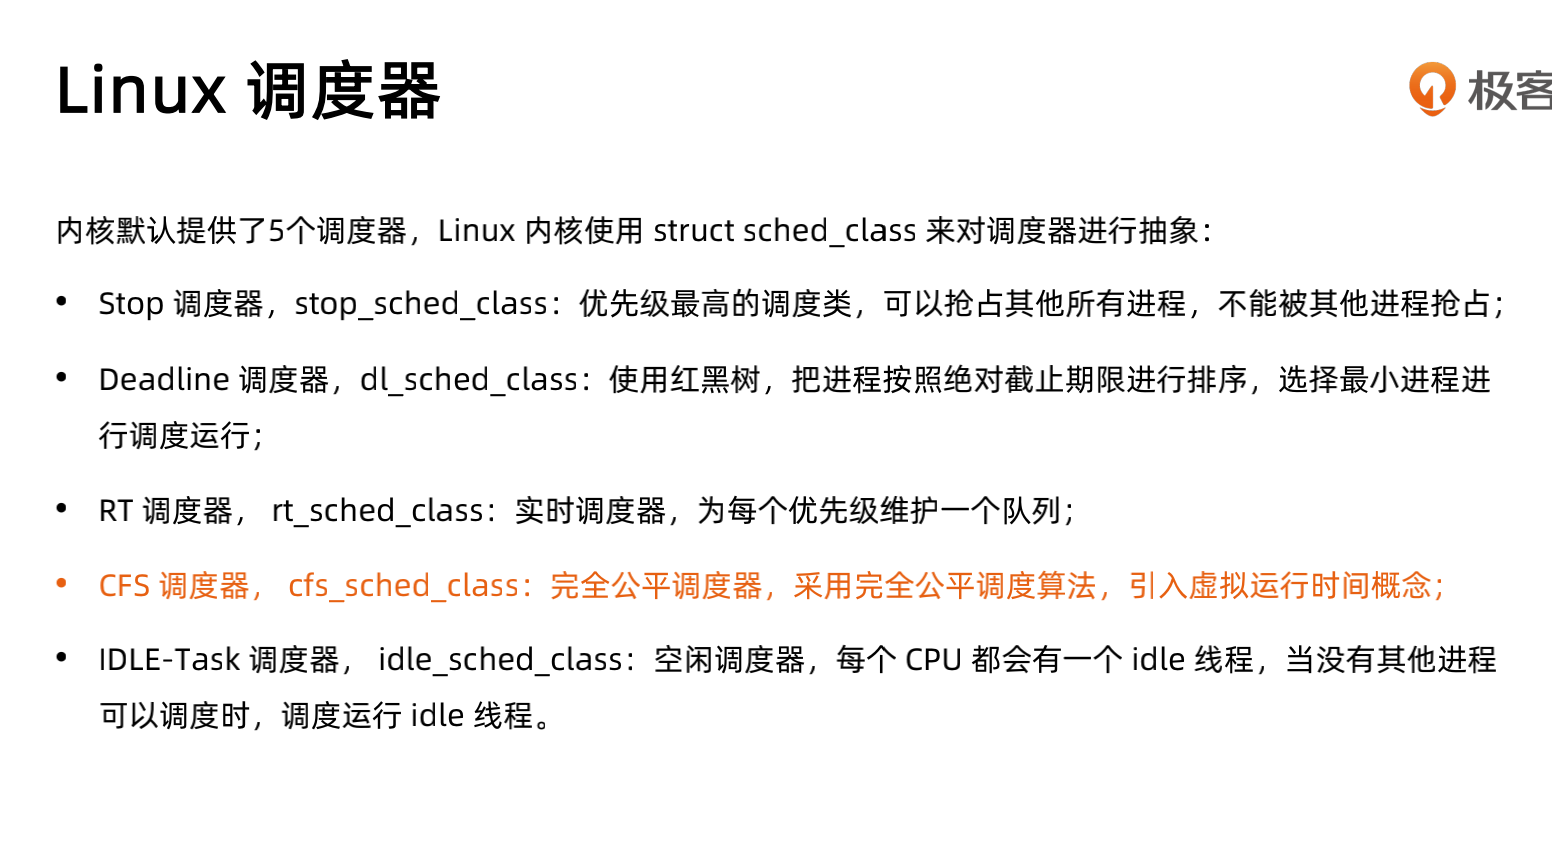 Linux 调度器
极客
内核默认提供了5个调度器，Linux 内核使用 struct sched_class 来对调度器进行抽象：
• Stop 调度器，stop_sched_class：优先级最高的调度类，可以抢占其他所有进程，不能被其他进程抢占；
• Deadline 调度器，dl_sched_class：使用红黑树，把进程按照绝对截止期限进行排序，选择最小进程进
行调度运行；
• RT 调度器， rt_sched_class：实时调度器，为每个优先级维护一个队列；
• CFS 调度器， cfs_sched_class：完全公平调度器，采用完全公平调度算法，引入虚拟运行时间概念；
• IDLE-Task 调度器， idle_sched_class：空闲调度器，每个 CPU 都会有一个 idle 线程，当没有其他进程
可以调度时，调度运行 idle 线程。